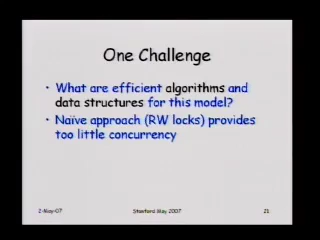 One Challenge
• What are efficient algorithms and
data structures for this model?
• Naïve approach (RW locks) provides
too little concurrency
2-May-07 Stanford May 2007 21